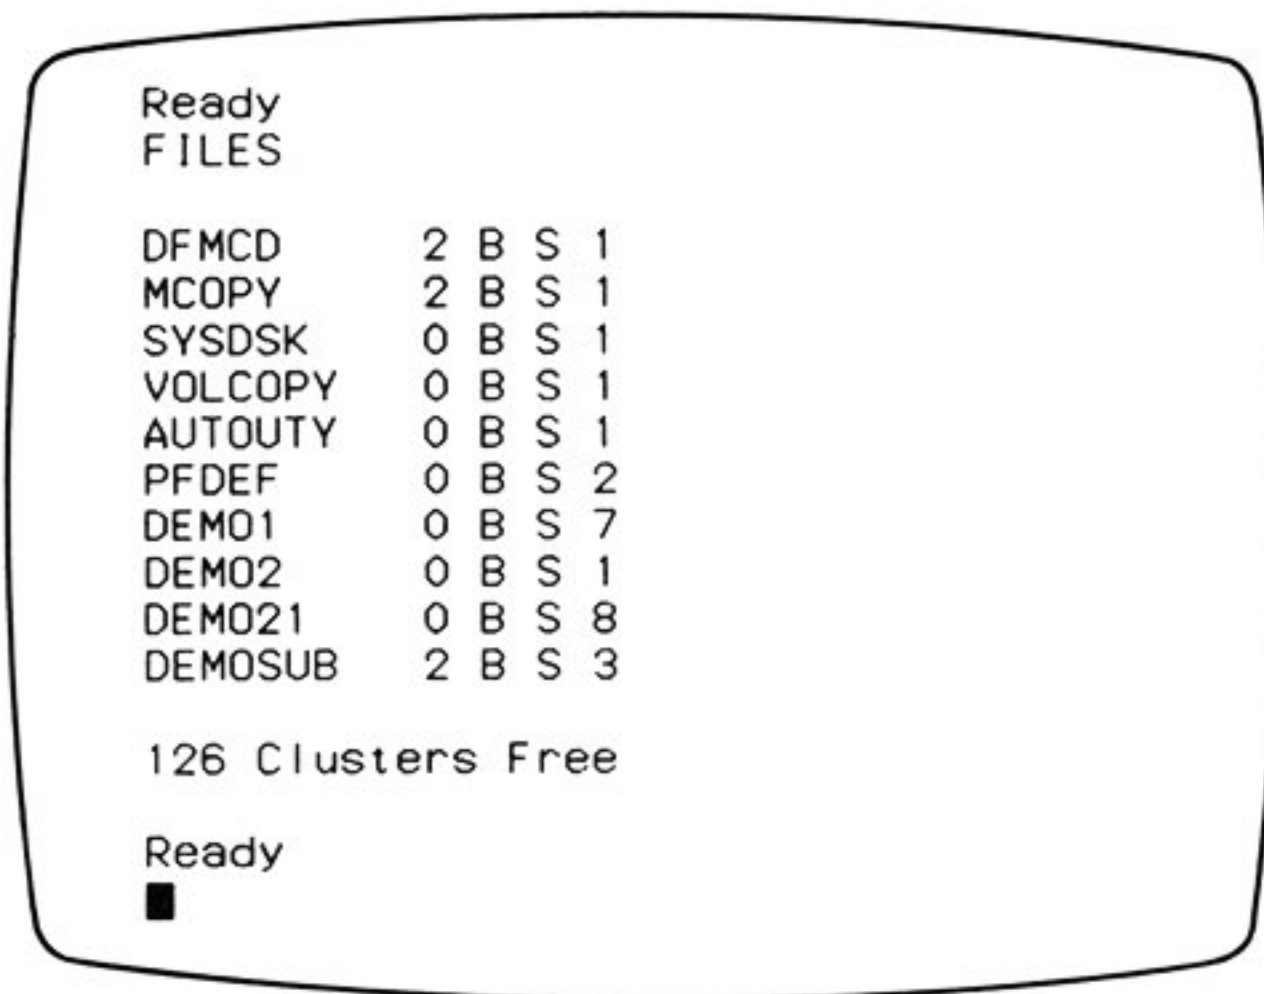 Ready
FILES
DFMCD 2 B S 1
MCOPY 2 B S 1
SYSDSK 0 B S 1
VOLCOPY 0 B S 1
AUTOUTY 0 B S 1
PFDEF 0 B S 2
DEMO1 0 B S 7
DEMO2 0 B S 1
DEMO21 0 B S 8
DEMOSUB 2 B S 3
126 Clusters Free
Ready